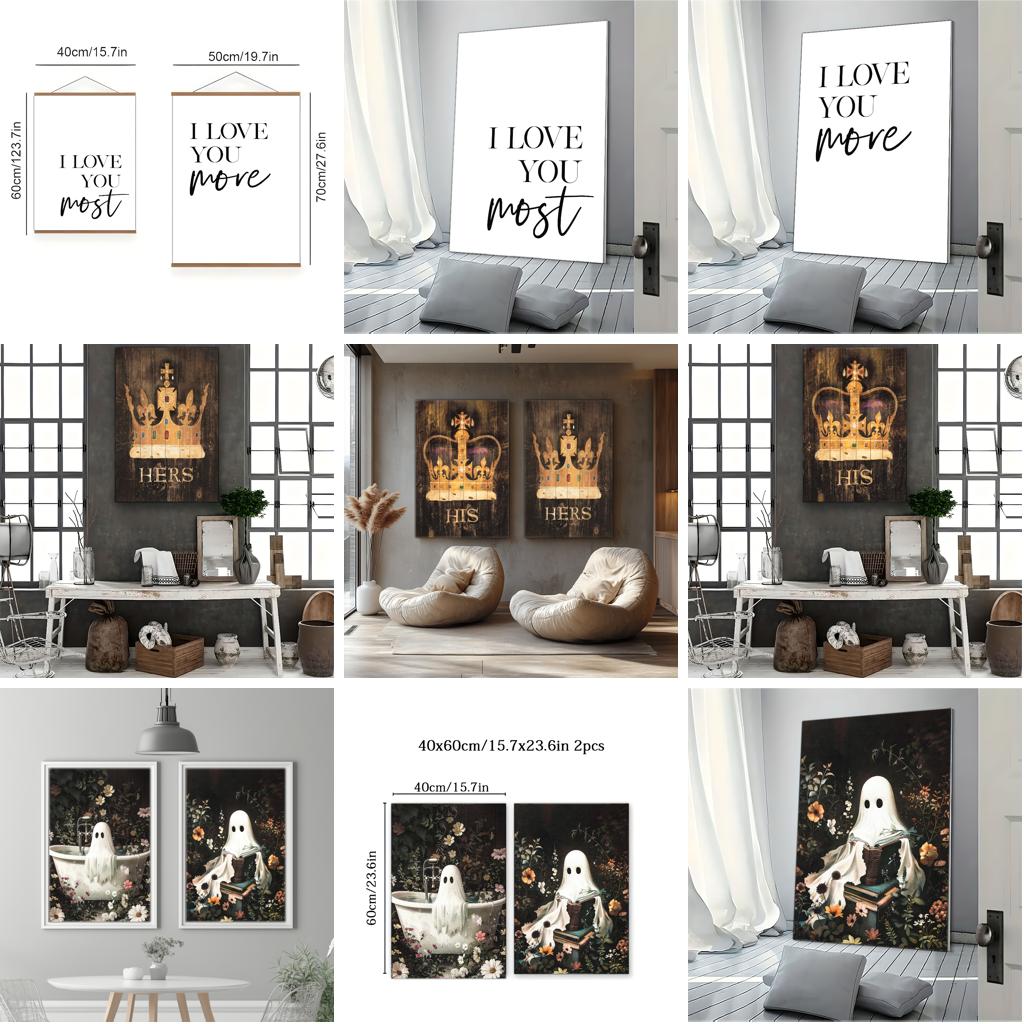 40cm/15.7in
50cm/19.7in
60cm/123.7in
I LOVE
YOU
most
I LOVE
YOU
more
70cm/27.6in
I LOVE
YOU
most
I LOVE
YOU
more
HERS
HIS
HERS
HIS
40x60cm/15.7x23.6in 2pcs
40cm/15.7in
60cm/23.6in